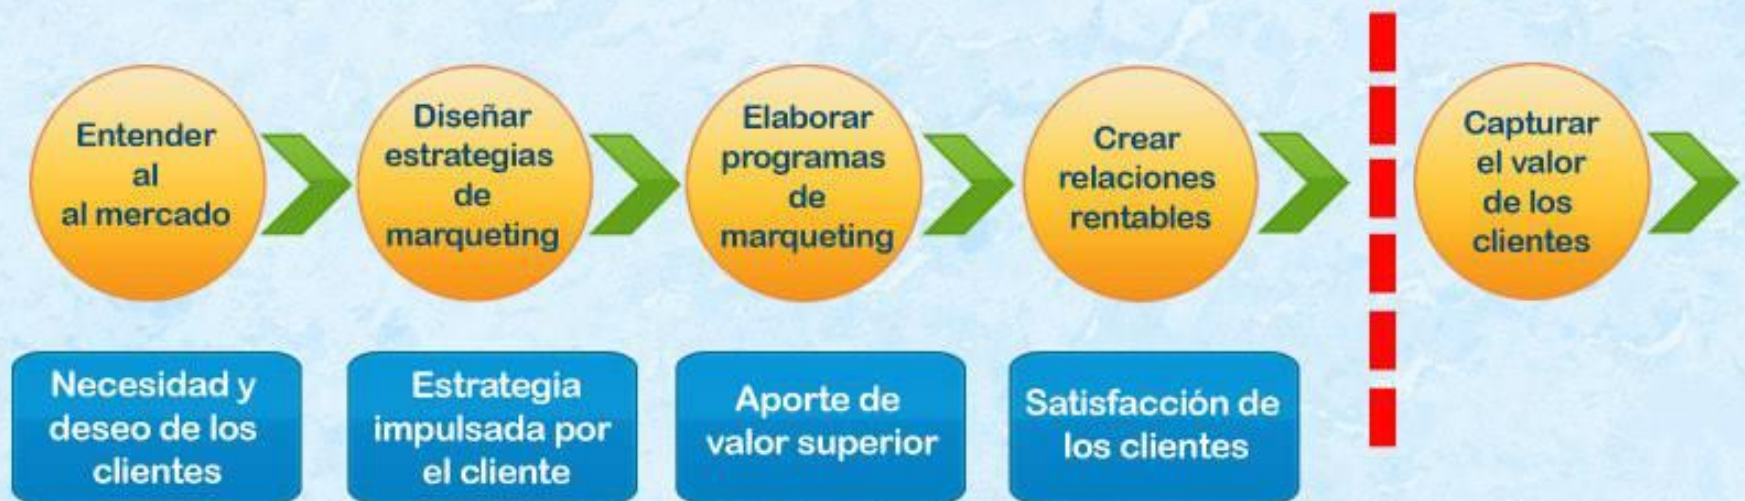 Entender
al
al mercado
Diseñar
estrategias
de
marqueting
Elaborar
programas
de
marqueting
Crear
relaciones
rentables
Capturar
el valor
de los
clientes
Necesidad y
deseo de los
clientes
Estrategia
impulsada por
el cliente
Aporte de
valor superior
Satisfacción de
los clientes